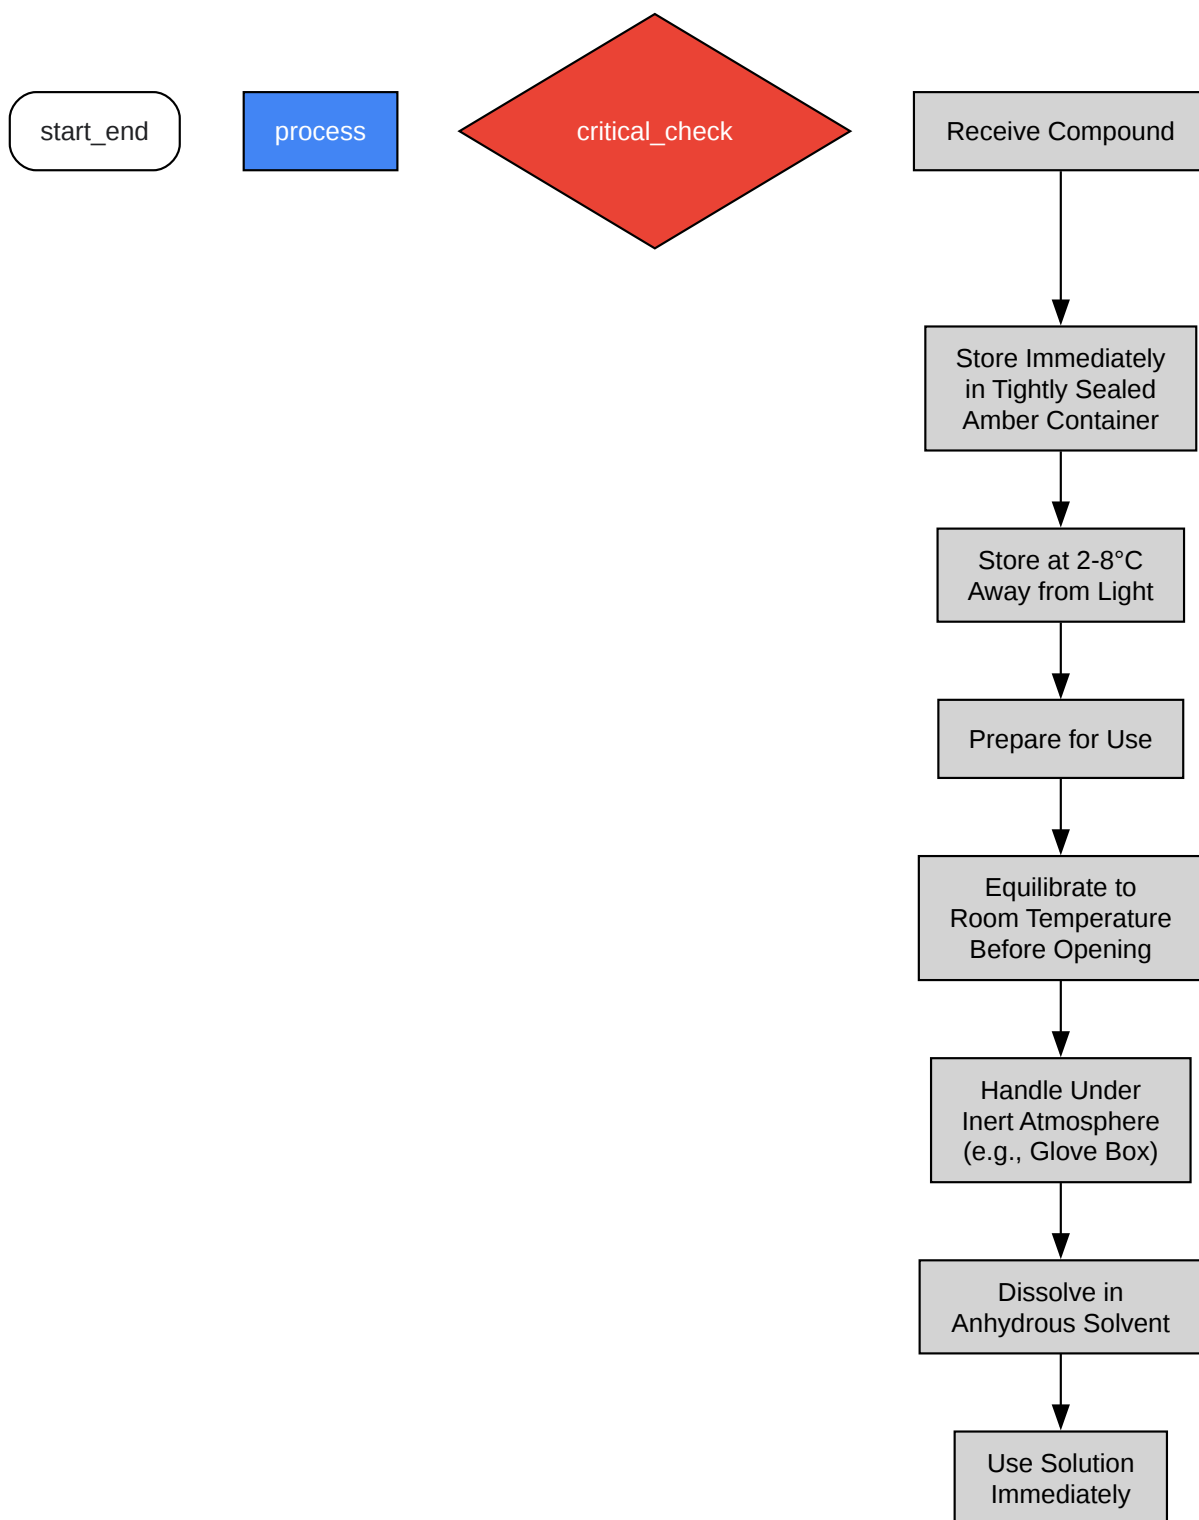 start_end
process
critical_check
Receive Compound
Store Immediately
in Tightly Sealed
Amber Container
Store at 2-8°C
Away from Light
Prepare for Use
Equilibrate to
Room Temperature
Before Opening
Handle Under
Inert Atmosphere
(e.g., Glove Box)
Dissolve in
Anhydrous Solvent
Use Solution
Immediately